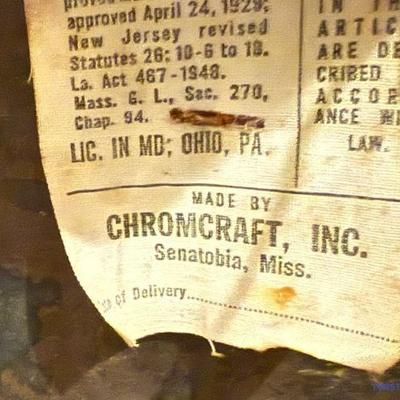 approved April 24, 1929;
New Jersey revised
Statutes 26: 10-6 to 18.
La. Act 467-1948.
Mass. G. L., Sec. 270,
Chap. 94.
LIC. IN MD; OHIO, PA.
IN TH
ARTIC
ARE DE
CRIBED
ACCOR
ANCE WI
LAW.
MADE BY
CHROMCRAFT, INC.
Senatobia, Miss.
of Delivery